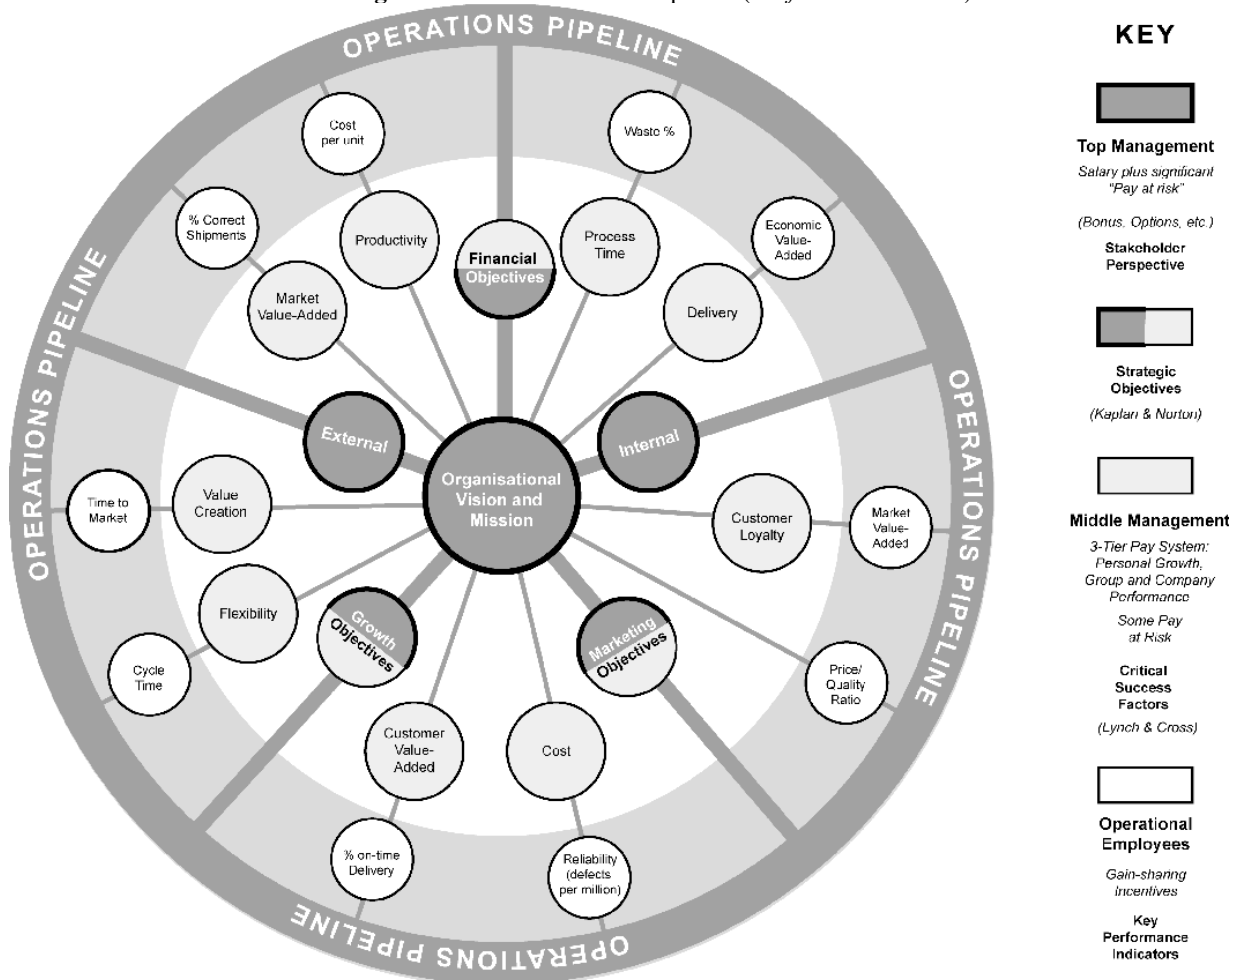 OPERATIONS PIPELINE
Cost
per unit
Waste %
% Correct
Shipments
Productivity
Financial
Objectives
Process
Time
Economic
Value-
Added
Market
Value-Added
Delivery
OPERATIONS PIPELINE
External
Internal
Organisational
Vision and
Mission
OPERATIONS PIPELINE
Time to
Market
Value
Creation
Customer
Loyalty
Market
Value-
Added
Flexibility
Growth
Objectives
Marketing
Objectives
Cycle
Time
Price/
Quality
Ratio
Customer
Value-
Added
Cost
% on-time
Delivery
Reliability
(defects
per million)
OPERATIONS PIPELINE
KEY
Top Management
Salary plus significant
"Pay at risk"
(Bonus, Options, etc.)
Stakeholder
Perspective
Strategic
Objectives
(Kaplan & Norton)
Middle Management
3-Tier Pay System:
Personal Growth,
Group and Company
Performance
Some Pay
at Risk
Critical
Success
Factors
(Lynch & Cross)
Operational
Employees
Gain-sharing
Incentives
Key
Performance
Indicators